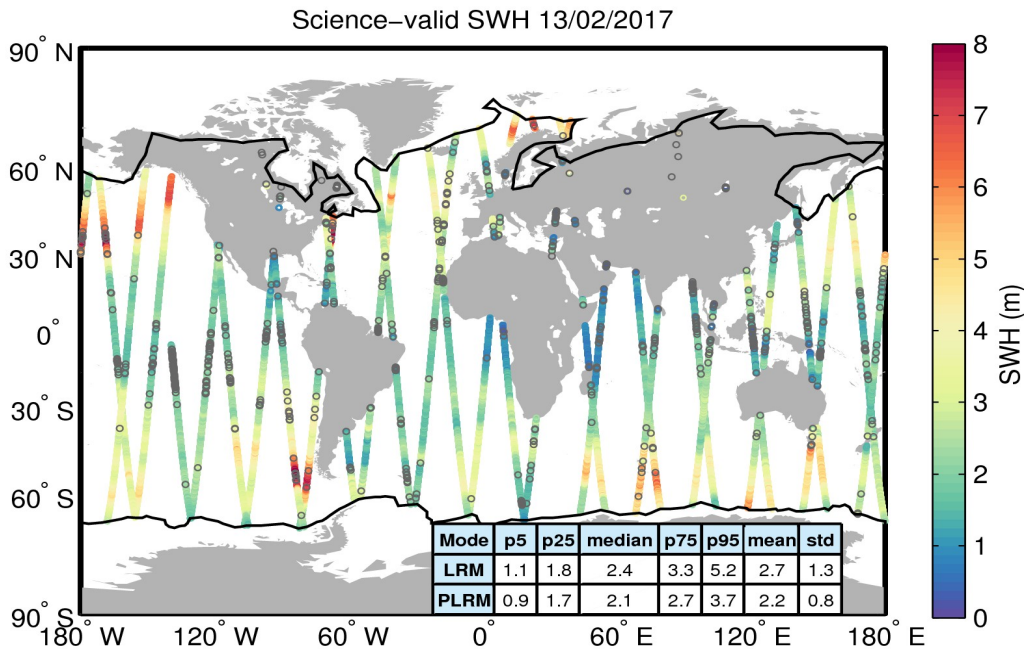 Science−valid SWH 13/02/2017
90° N
60° N
30° N
0°
30° S
60° S
90° S
180° W
120° W
60° W
0°
60° E
120° E
180° E
Mode p5 p25 median p75 p95 mean std
LRM 1.1 1.8 2.4 3.3 5.2 2.7 1.3
PLRM 0.9 1.7 2.1 2.7 3.7 2.2 0.8
8
7
6
5
4
3
2
1
0
SWH (m)